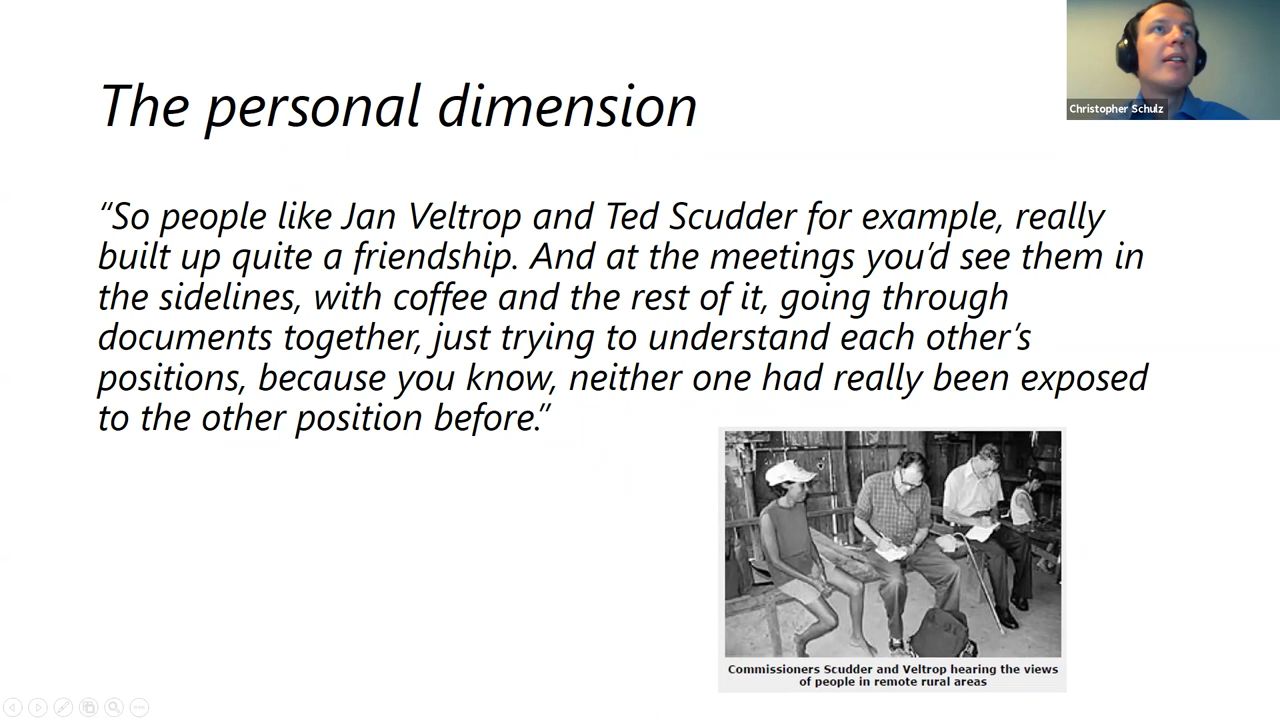 The personal dimension
Christopher Schulz
“So people like Jan Veltrop and Ted Scudder for example, really
built up quite a friendship. And at the meetings you’d see them in
the sidelines, with coffee and the rest of it, going through
documents together, just trying to understand each other’s
positions, because you know, neither one had really been exposed
to the other position before.”
Commissioners Scudder and Veltrop hearing the views
of people in remote rural areas